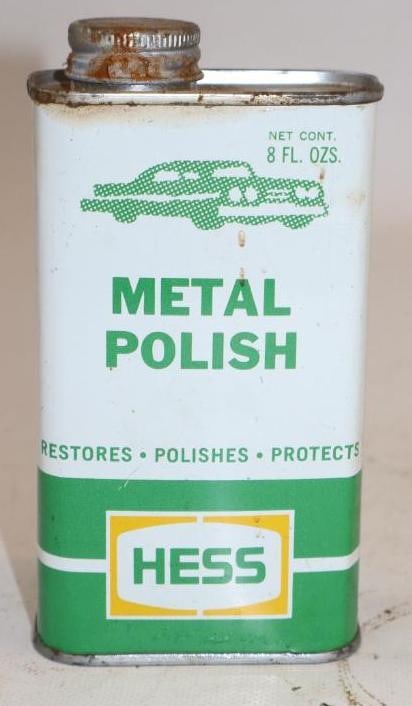 NET CONT.
8 FL. OZS.
METAL
POLISH
RESTORES • POLISHES • PROTECTS
HESS